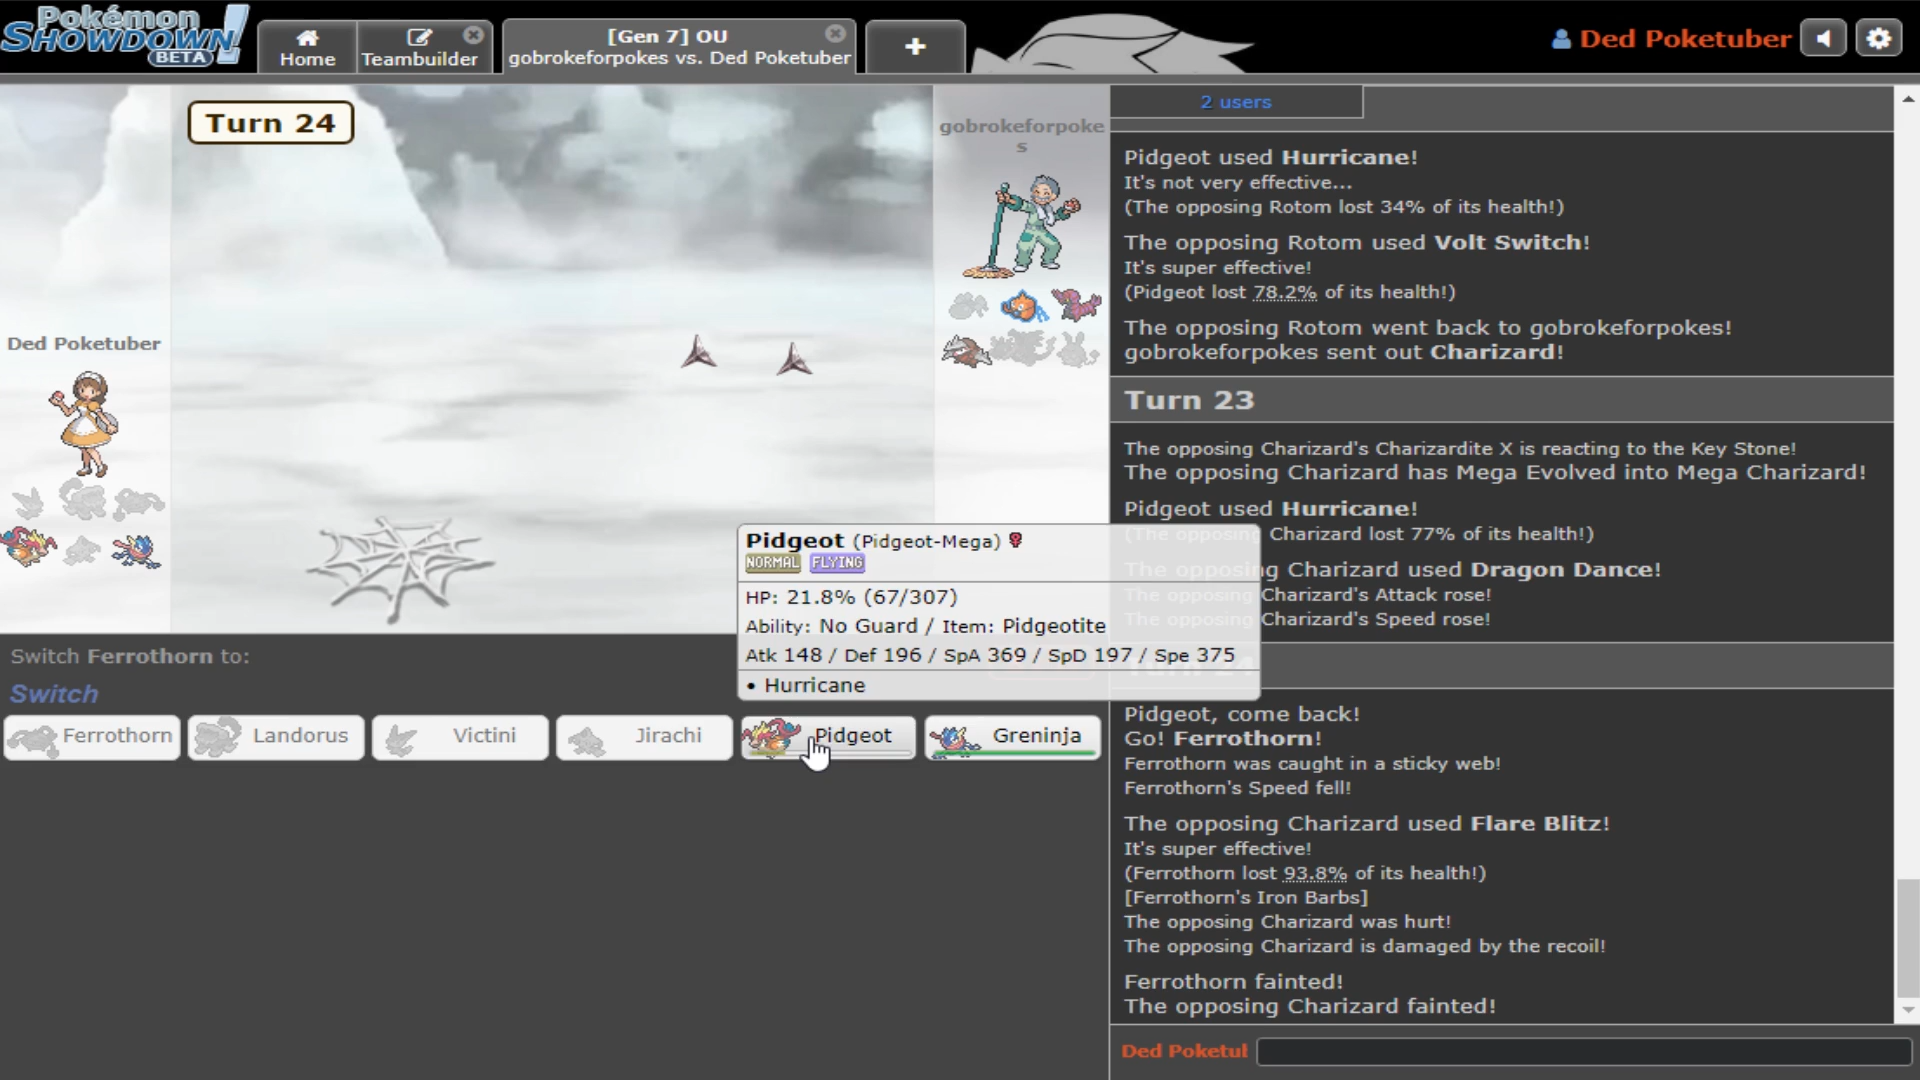 Pokémon
SHOWDOWN!
BETA
Home
Teambuilder
[Gen 7] OU
gobrokeforpokes vs. Ded Poketuber
+
Ded Poketuber
Turn 24
gobrokeforpoke
s
Ded Poketuber
2 users
Pidgeot used Hurricane!
It's not very effective...
(The opposing Rotom lost 34% of its health!)
The opposing Rotom used Volt Switch!
It's super effective!
(Pidgeot lost 78.2% of its health!)
The opposing Rotom went back to gobrokeforpokes!
gobrokeforpokes sent out Charizard!
Turn 23
The opposing Charizard's Charizardite X is reacting to the Key Stone!
The opposing Charizard has Mega Evolved into Mega Charizard!
Pidgeot used Hurricane!
(The opposing Charizard lost 77% of its health!)
The opposing Charizard used Dragon Dance!
The opposing Charizard's Attack rose!
The opposing Charizard's Speed rose!
Turn 24
Pidgeot, come back!
Go! Ferrothorn!
Ferrothorn was caught in a sticky web!
Ferrothorn's Speed fell!
The opposing Charizard used Flare Blitz!
It's super effective!
(Ferrothorn lost 93.8% of its health!)
[Ferrothorn's Iron Barbs]
The opposing Charizard was hurt!
The opposing Charizard is damaged by the recoil!
Ferrothorn fainted!
The opposing Charizard fainted!
Ded Poketul
Pidgeot (Pidgeot-Mega)
NORMAL FLYING
HP: 21.8% (67/307)
Ability: No Guard / Item: Pidgeotite
Atk 148 / Def 196 / SpA 369 / SpD 197 / Spe 375
• Hurricane
Switch Ferrothorn to:
Switch
Ferrothorn
Landorus
Victini
Jirachi
Pidgeot
Greninja